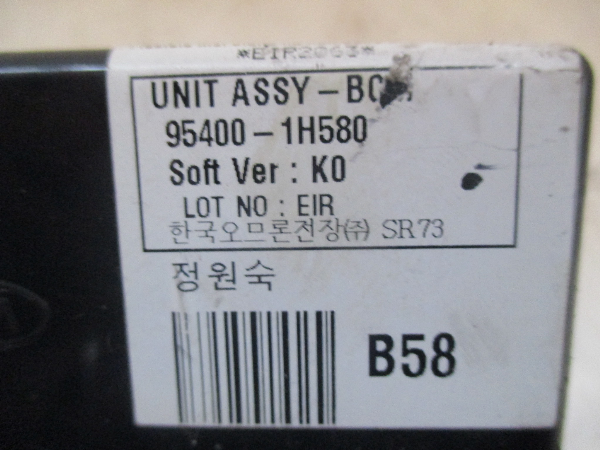 *EIR2063*
UNIT ASSY-BCM
95400-1H580
Soft Ver : K0
LOT NO : EIR
한국오므론전장㈜ SR73
정원숙
B58